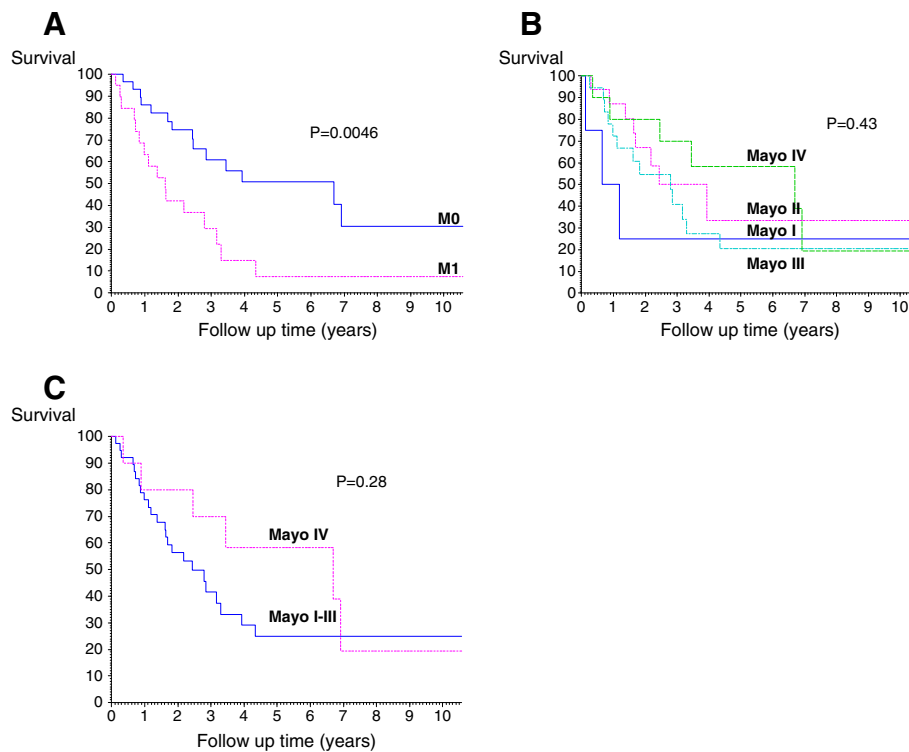 A
Survival
100
90
80
70
60
50
40
30
20
10
0
P=0.0046
M0
M1
0 1 2 3 4 5 6 7 8 9 10
Follow up time (years)
B
Survival
100
90
80
70
60
50
40
30
20
10
0
P=0.43
Mayo IV
Mayo II
Mayo I
Mayo III
0 1 2 3 4 5 6 7 8 9 10
Follow up time (years)
C
Survival
100
90
80
70
60
50
40
30
20
10
0
P=0.28
Mayo IV
Mayo I-III
0 1 2 3 4 5 6 7 8 9 10
Follow up time (years)